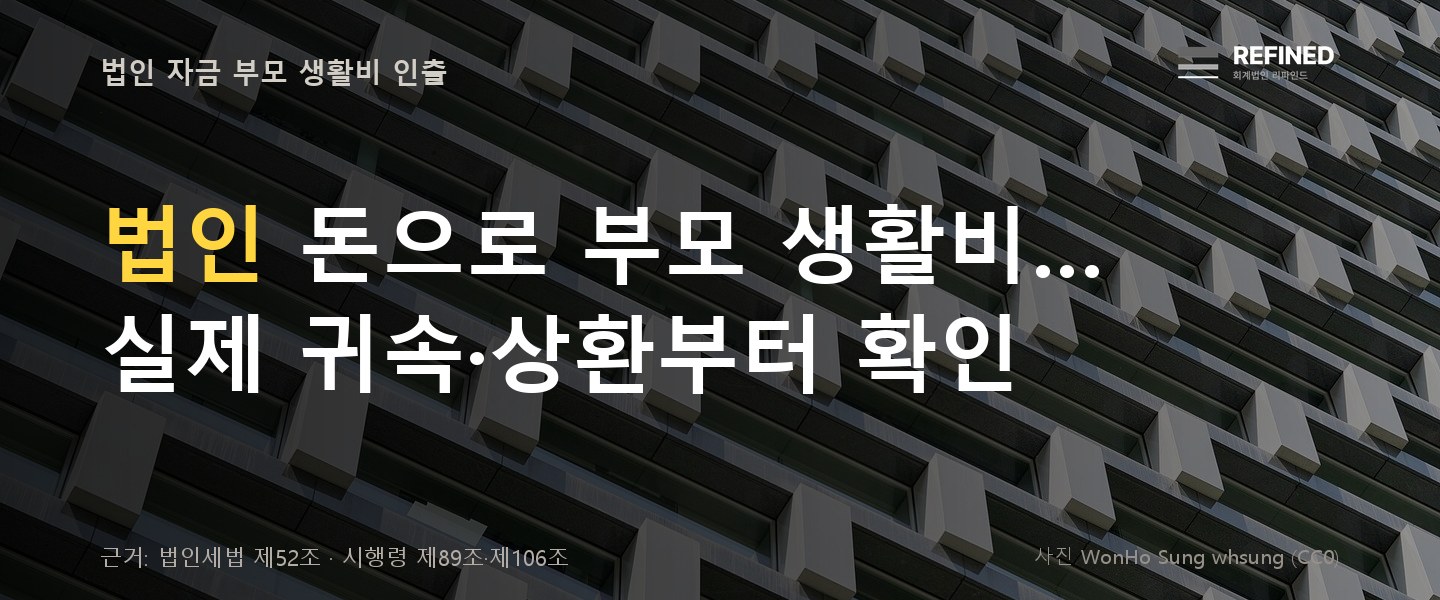 법인 자금 부모 생활비 인출
REFINED
회계법인 리파인드
법인 돈으로 부모 생활비...
실제 귀속·상환부터 확인
근거: 법인세법 제52조 · 시행령 제89조·제106조
사진 WonHo Sung whsung (CC0)